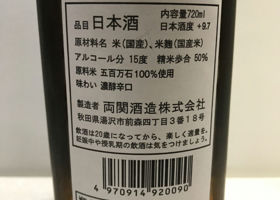 品目 日本酒
内容量720ml
日本酒度 +9.7
原材料名 米(国産)、米麹(国産米)
アルコール分 15度 精米歩合 50%
原料米 五百万石100%使用
味わい 濃醇辛口
製造者 両関酒造株式会社
秋田県湯沢市前森四丁目3番18号
飲酒は20歳になってから、楽しく適量を。
妊娠中や授乳期の飲酒は気をつけましょう。
4 970914 920090